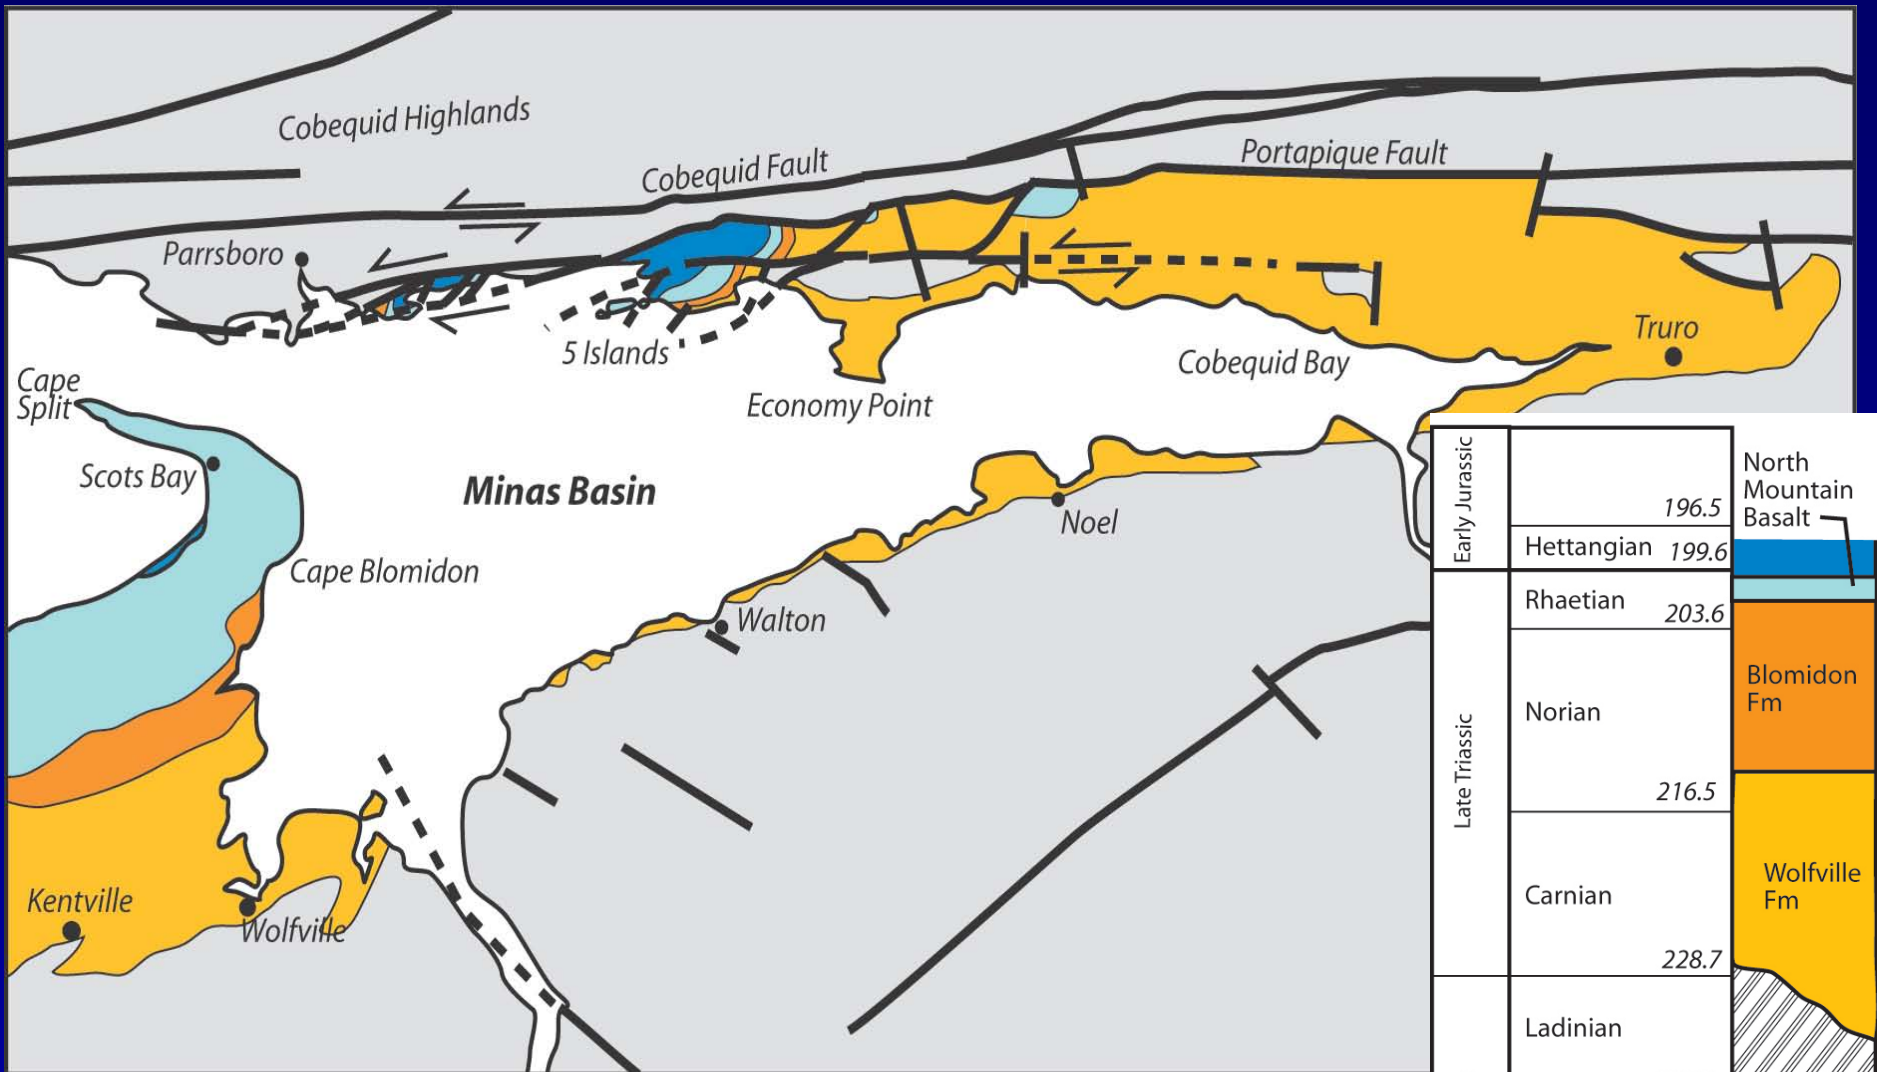 Cobequid Highlands
Cobequid Fault
Portapique Fault
Parrsboro
5 Islands
Cobequid Bay
Truro
Cape
Split
Economy Point
Scots Bay
Minas Basin
Noel
Cape Blomidon
Walton
Kentville
Wolfville
Early Jurassic
196.5
Hettangian 199.6
North
Mountain
Basalt
Late Triassic
Rhaetian
203.6
Norian
216.5
Carnian
228.7
Ladinian
Blomidon
Fm
Wolfville
Fm